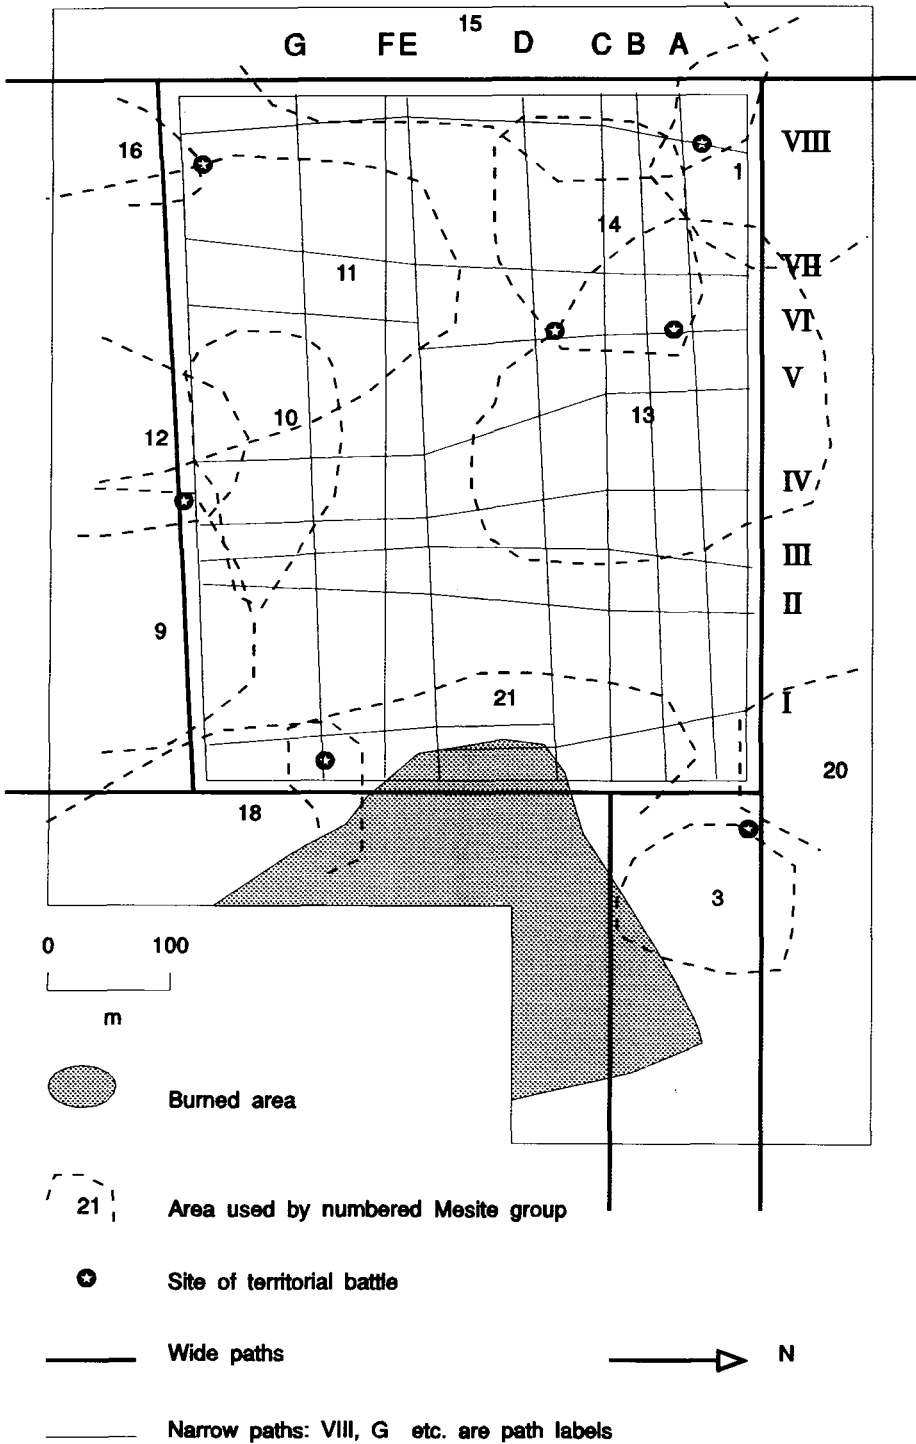 15
G F E D C B A
16
VIII
1
14
11
VII
VI
V
10
13
12
IV
III
II
9
21
I
20
18
3
0 100
m
Burned area
21 Area used by numbered Mesite group
Site of territorial battle
Wide paths N
Narrow paths: VIII, G etc. are path labels